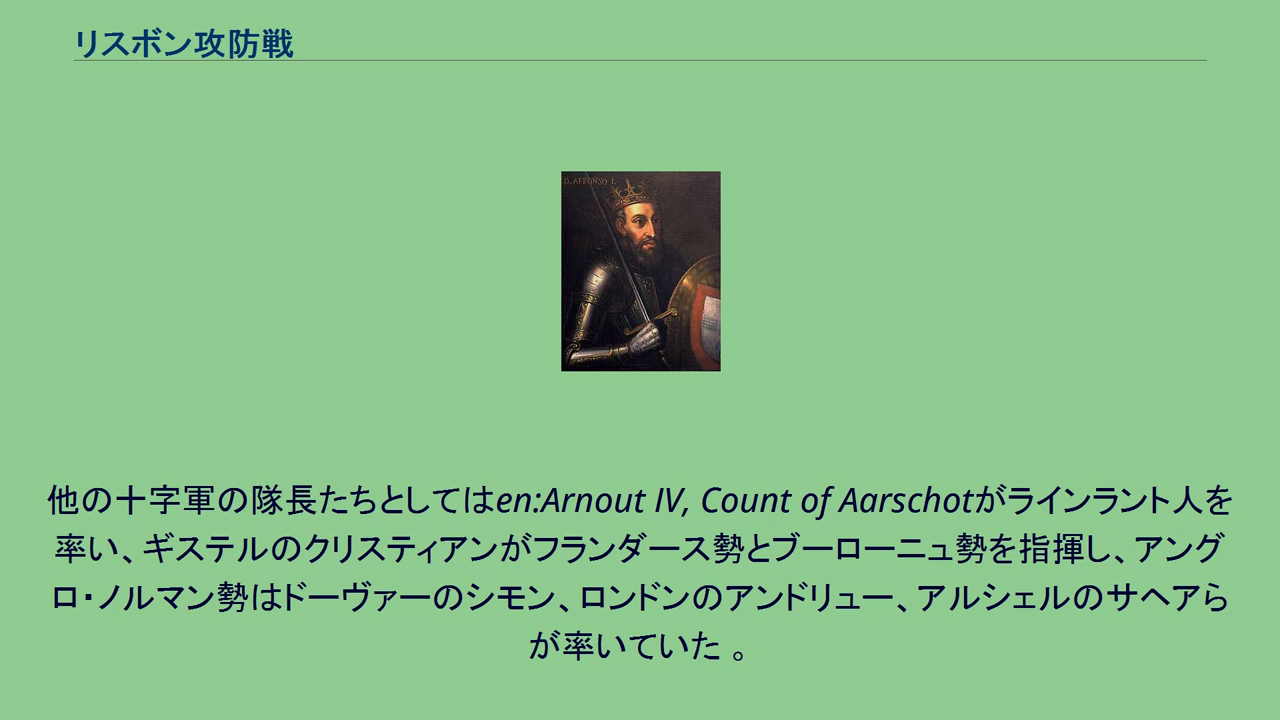 リスボン攻防戦
D. AFFONSO I.
他の十字軍の隊長たちとしてはen:Arnout IV, Count of Aarschotがラインラント人を
率い、ギステルのクリスティアンがフランダース勢とブーローニュ勢を指揮し、アング
ロ・ノルマン勢はドーヴァーのシモン、ロンドンのアンドリュー、アルシェルのサヘアら
が率いていた 。